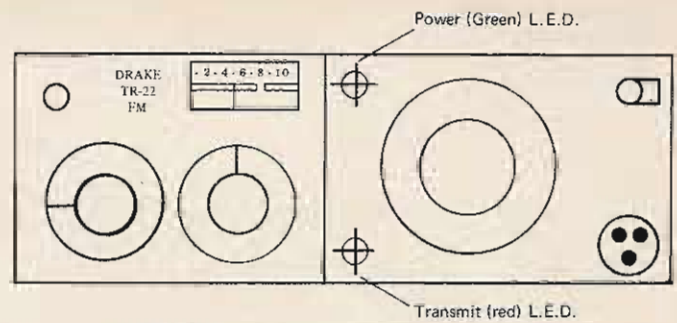 Power (Green) L.E.D.
DRAKE
TR-22
FM
· 2 · 4 · 6 · 8 · 10
Transmit (red) L.E.D.